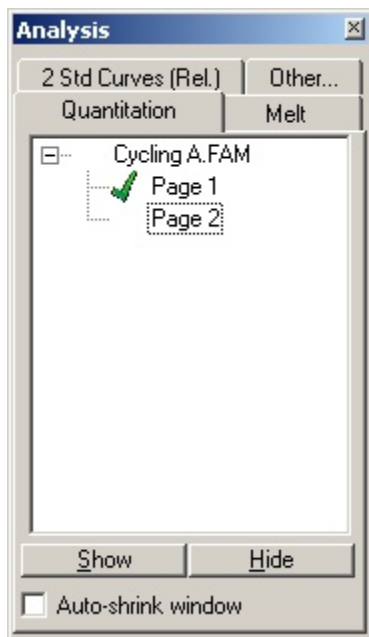 Analysis
2 Std Curves (Rel.) Other...
Quantitation Melt
Cycling A.FAM
Page 1
Page 2
Show Hide
Auto-shrink window